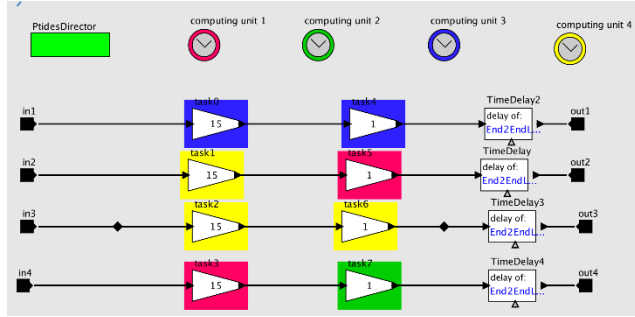 PtidesDirector
computing unit 1
computing unit 2
computing unit 3
computing unit 4
in1
task0
15
task4
1
TimeDelay2
delay of:
End2EndL...
out1
in2
task1
15
task5
1
TimeDelay
delay of:
End2EndL...
out2
in3
task2
15
task6
1
TimeDelay3
delay of:
End2EndL...
out3
in4
task3
15
task7
1
TimeDelay4
delay of:
End2EndL...
out4